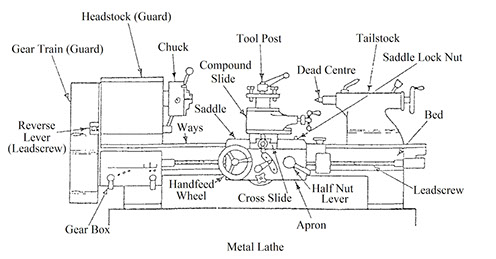 Headstock (Guard)
Gear Train (Guard)
Chuck
Tool Post
Tailstock
Compound
Slide
Dead Centre
Saddle Lock Nut
Saddle
Bed
Reverse
Lever
(Leadscrew)
Ways
Handfeed
Wheel
Cross Slide
Half Nut
Lever
Leadscrew
Gear Box
Apron
Metal Lathe